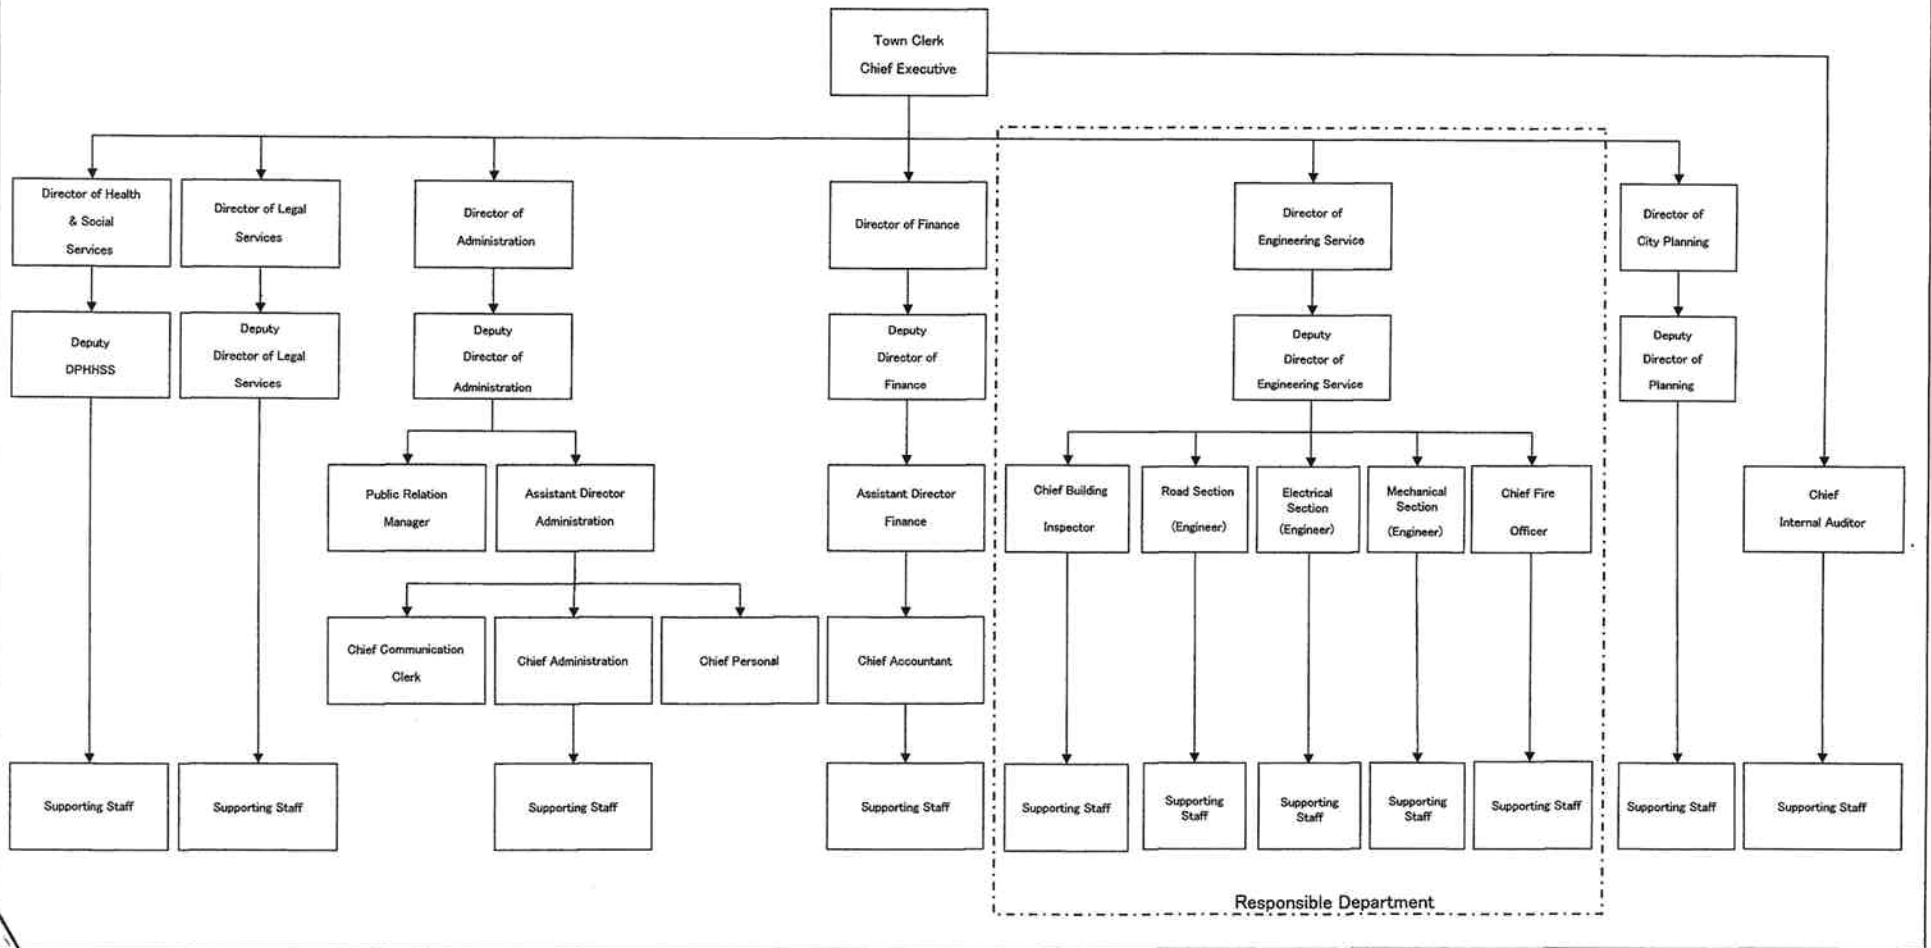 Town Clerk
Chief Executive
Director of Health
& Social
Services
Director of Legal
Services
Director of
Administration
Director of Finance
Director of
Engineering Service
Director of
City Planning
Deputy
DPHHSS
Deputy
Director of Legal
Services
Deputy
Director of
Administration
Deputy
Director of
Finance
Deputy
Director of
Engineering Service
Deputy
Director of
Planning
Public Relation
Manager
Assistant Director
Administration
Assistant Director
Finance
Chief Building
Inspector
Road Section
(Engineer)
Electrical
Section
(Engineer)
Mechanical
Section
(Engineer)
Chief Fire
Officer
Chief
Internal Auditor
Chief Communication
Clerk
Chief Administration
Chief Personal
Chief Accountant
Supporting Staff
Supporting Staff
Supporting Staff
Supporting Staff
Supporting Staff
Supporting
Staff
Supporting
Staff
Supporting
Staff
Supporting Staff
Supporting Staff
Supporting Staff
Responsible Department